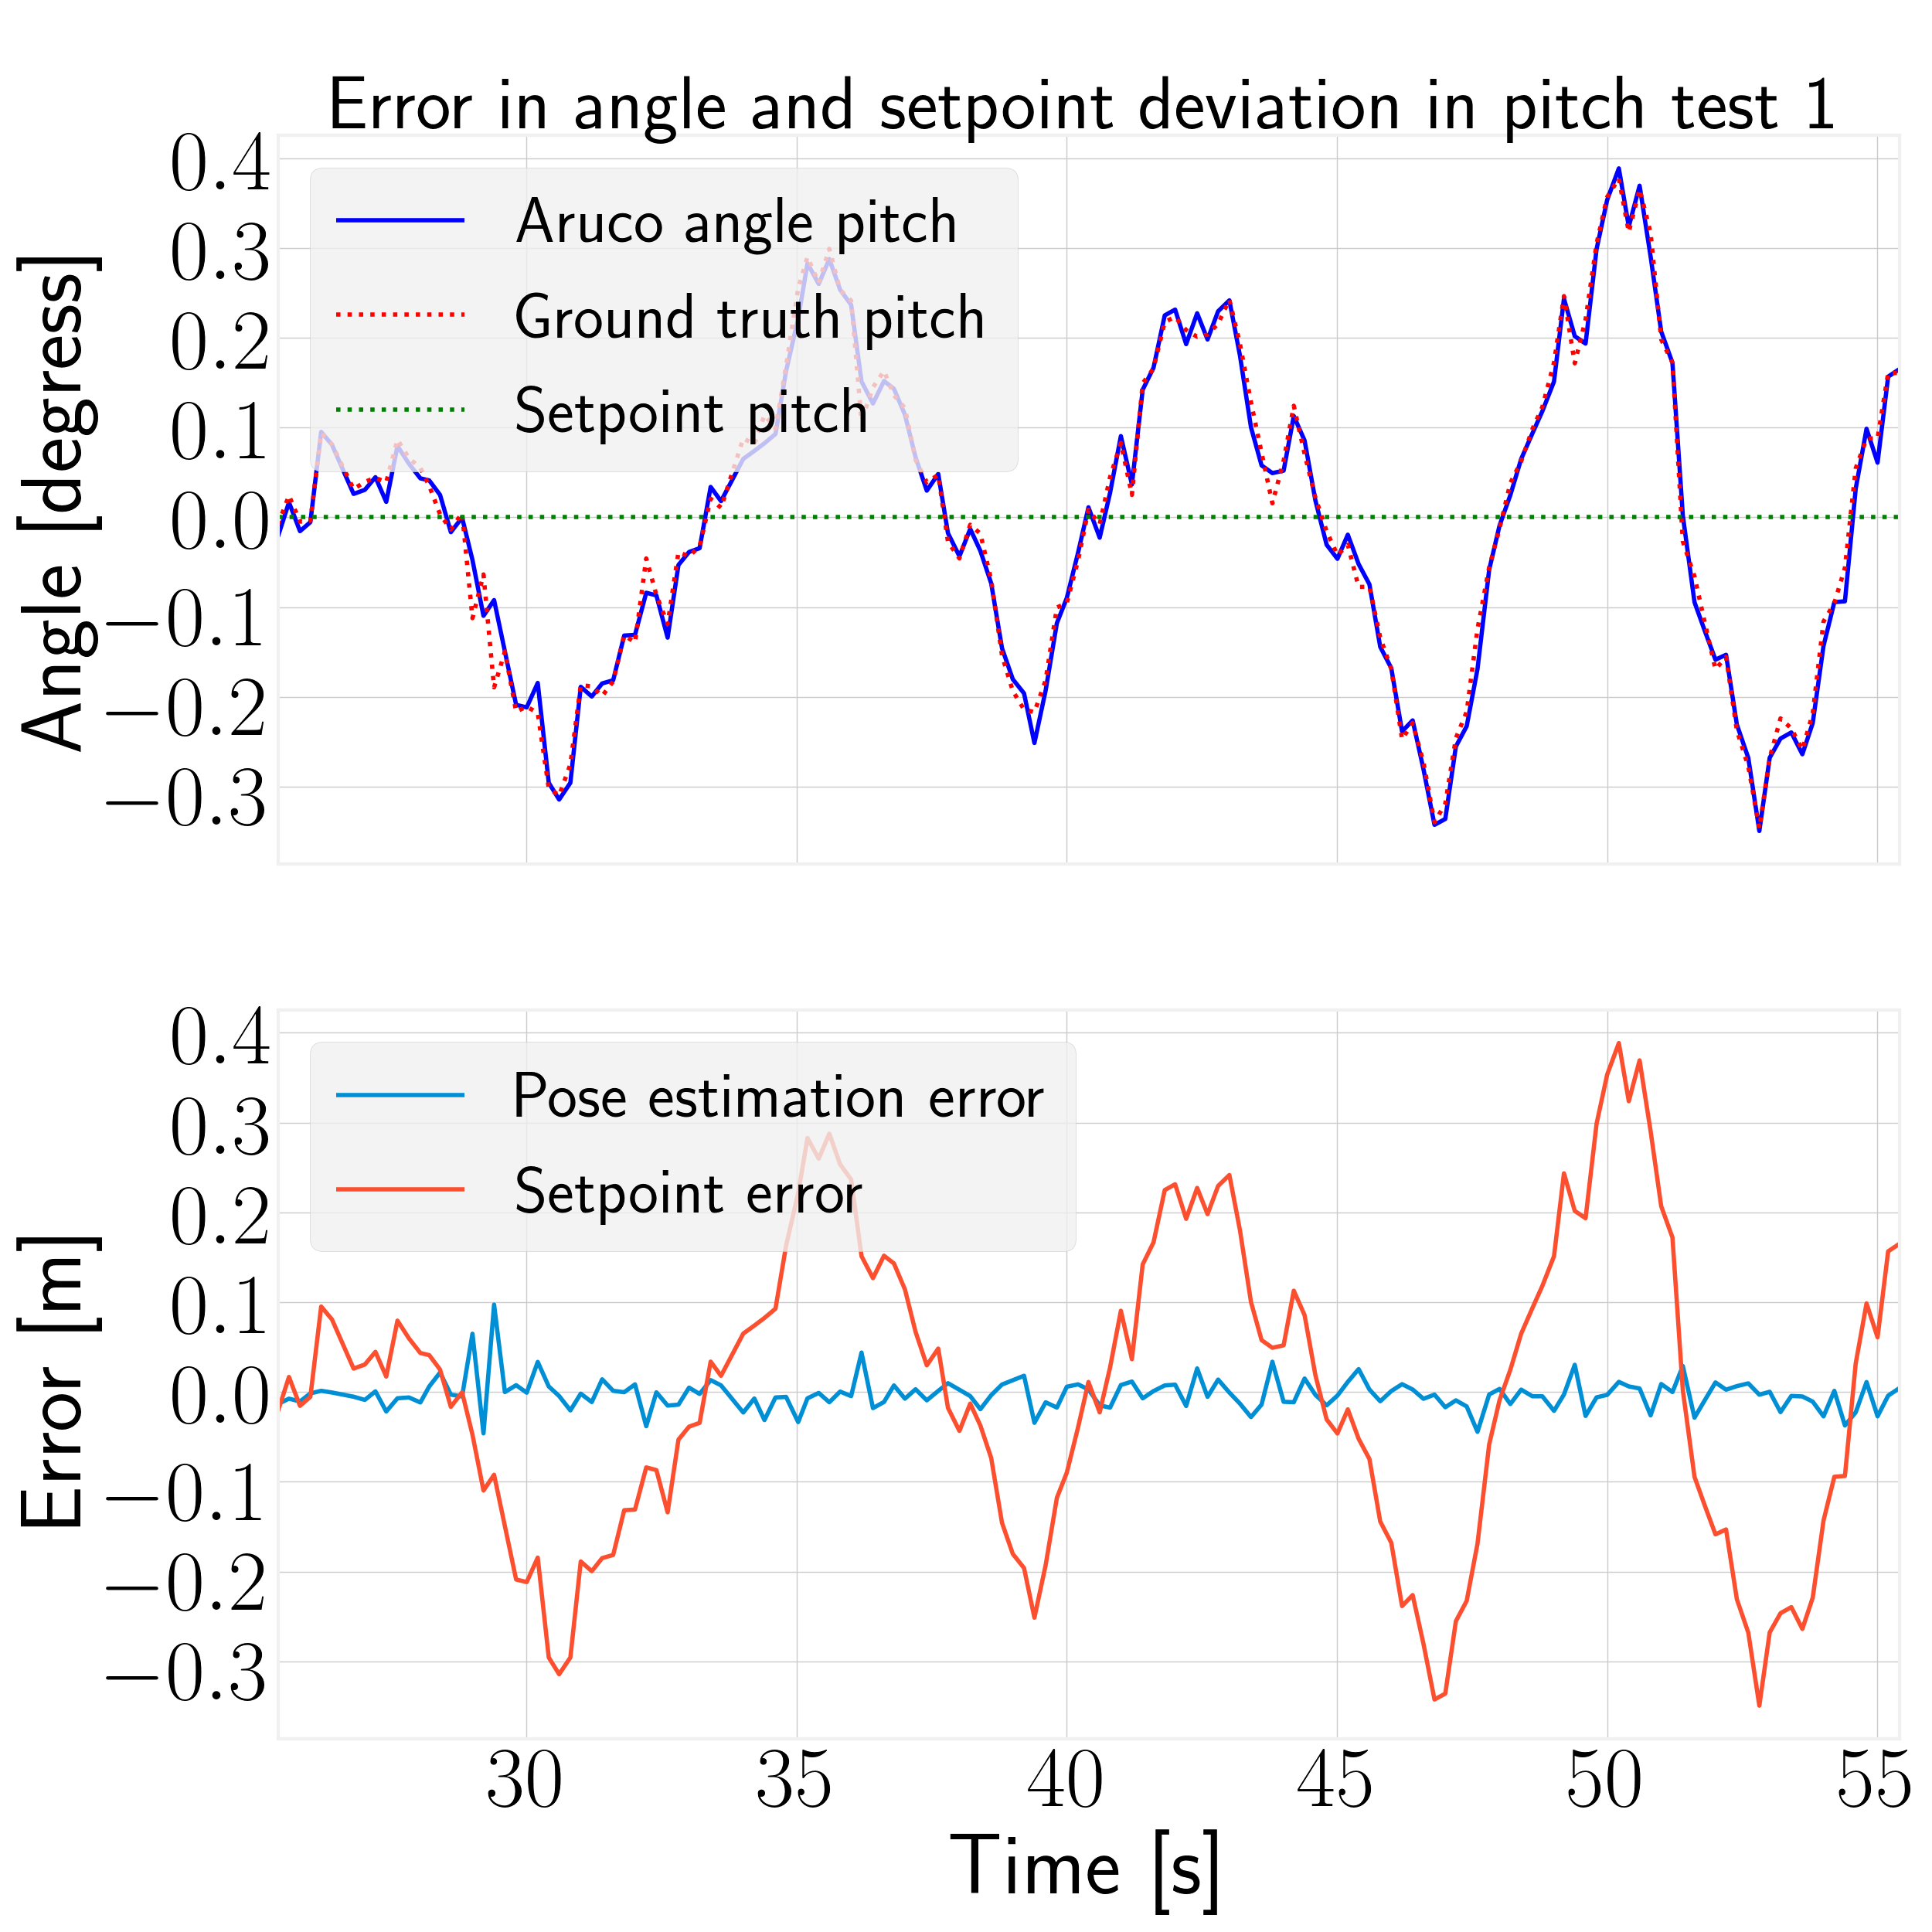 Error in angle and setpoint deviation in pitch test 1
Angle [degress]
0.4
0.3
0.2
0.1
0.0
−0.1
−0.2
−0.3
Aruco angle pitch
Ground truth pitch
Setpoint pitch
Error [m]
0.4
0.3
0.2
0.1
0.0
−0.1
−0.2
−0.3
Pose estimation error
Setpoint error
30 35 40 45 50 55
Time [s]